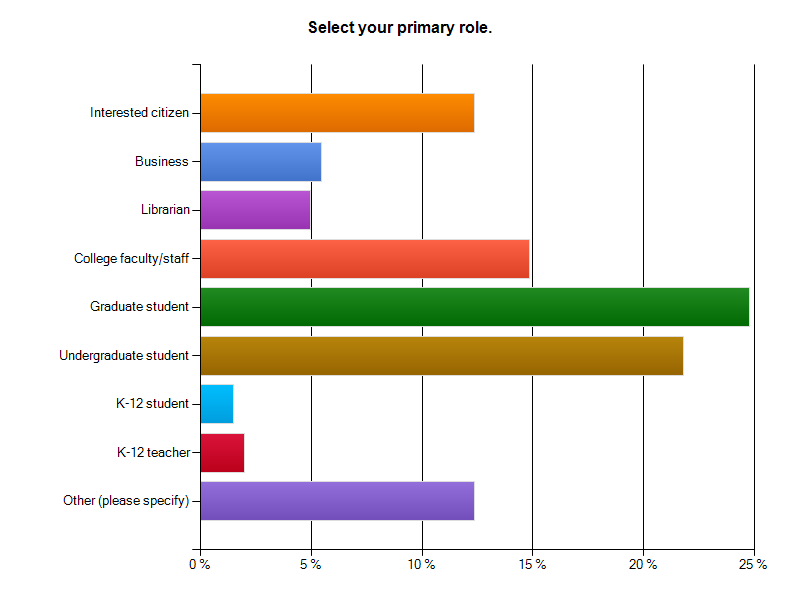 Select your primary role.
Interested citizen
Business
Librarian
College faculty/staff
Graduate student
Undergraduate student
K-12 student
K-12 teacher
Other (please specify)
0 % 5 % 10 % 15 % 20 % 25 %